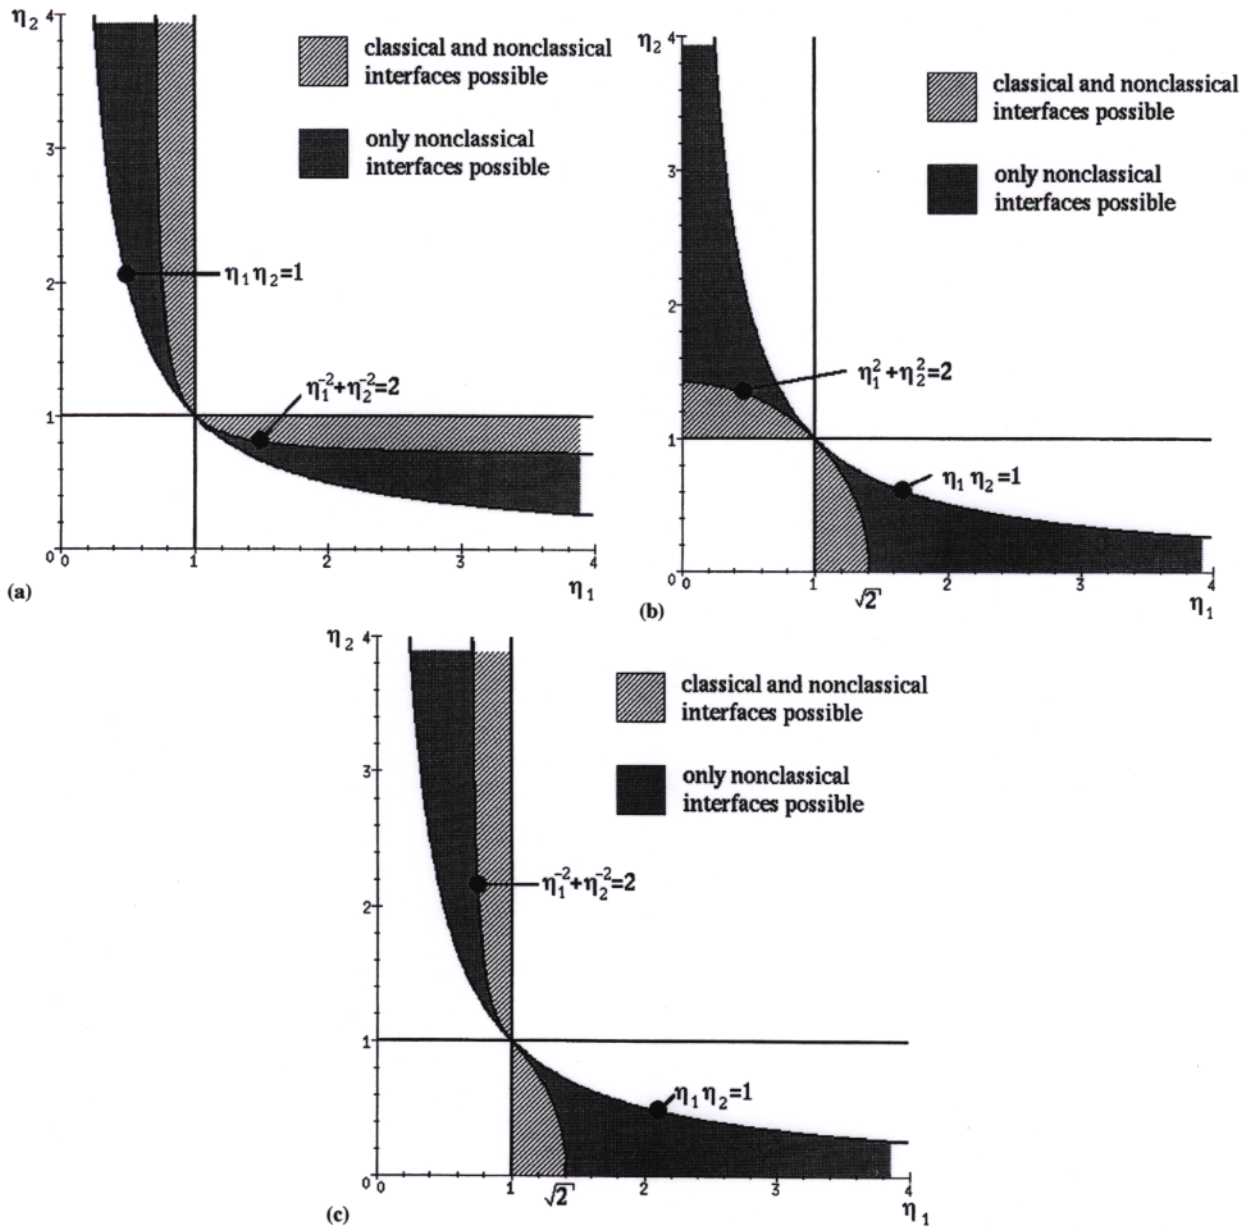 η₂ 4
classical and nonclassical
interfaces possible
only nonclassical
interfaces possible
3
2
η₁ η₂=1
η₁⁻²+η₂⁻²=2
1
0 0 1 2 3 4
η₁
(a)
η₂ 4
classical and nonclassical
interfaces possible
only nonclassical
interfaces possible
3
2
η₁²+η₂²=2
1
η₁ η₂=1
0 0 1 √2 2 3 4
η₁
(b)
η₂ 4
classical and nonclassical
interfaces possible
only nonclassical
interfaces possible
3
2
η₁⁻²+η₂⁻²=2
1
η₁ η₂=1
0 0 1 √2 2 3 4
η₁
(c)